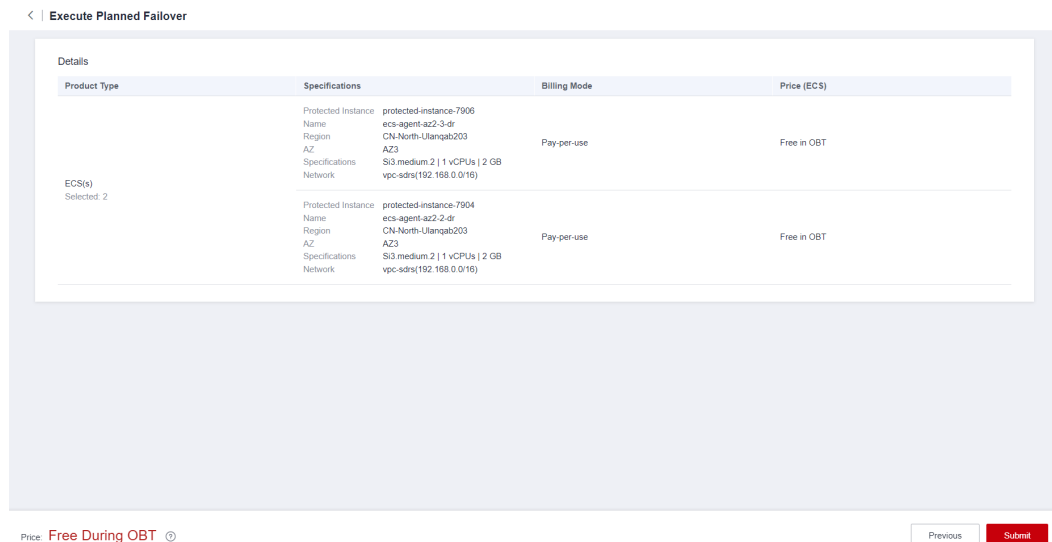 Execute Planned Failover
Details
Product Type Specifications Billing Mode Price (ECS)
ECS(s)
Selected: 2
Protected Instance protected-instance-7906
Name ecs-agent-az2-3-dr
Region CN-North-Ulanqab203
AZ AZ3
Specifications Si3.medium.2 | 1 vCPUs | 2 GB
Network vpc-sdrs(192.168.0.0/16)
Pay-per-use
Free in OBT
Protected Instance protected-instance-7904
Name ecs-agent-az2-2-dr
Region CN-North-Ulanqab203
AZ AZ3
Specifications Si3.medium.2 | 1 vCPUs | 2 GB
Network vpc-sdrs(192.168.0.0/16)
Pay-per-use
Free in OBT
Price: Free During OBT ?
Previous
Submit